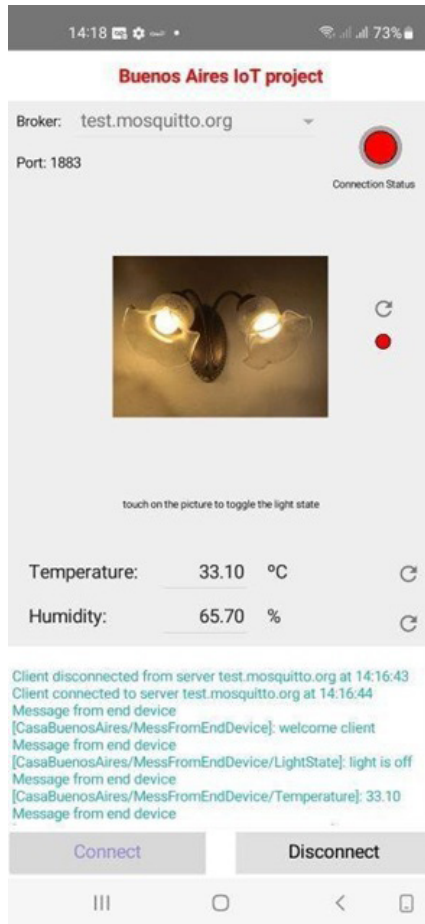 14:18
73%
Buenos Aires IoT project
Broker: test.mosquitto.org
Port: 1883
Connection Status
touch on the picture to toggle the light state
Temperature: 33.10 ºC
Humidity: 65.70 %
Client disconnected from server test.mosquitto.org at 14:16:43
Client connected to server test.mosquitto.org at 14:16:44
Message from end device
[CasaBuenosAires/MessFromEndDevice]: welcome client
Message from end device
[CasaBuenosAires/MessFromEndDevice/LightState]: light is off
Message from end device
[CasaBuenosAires/MessFromEndDevice/Temperature]: 33.10
Message from end device
Connect
Disconnect